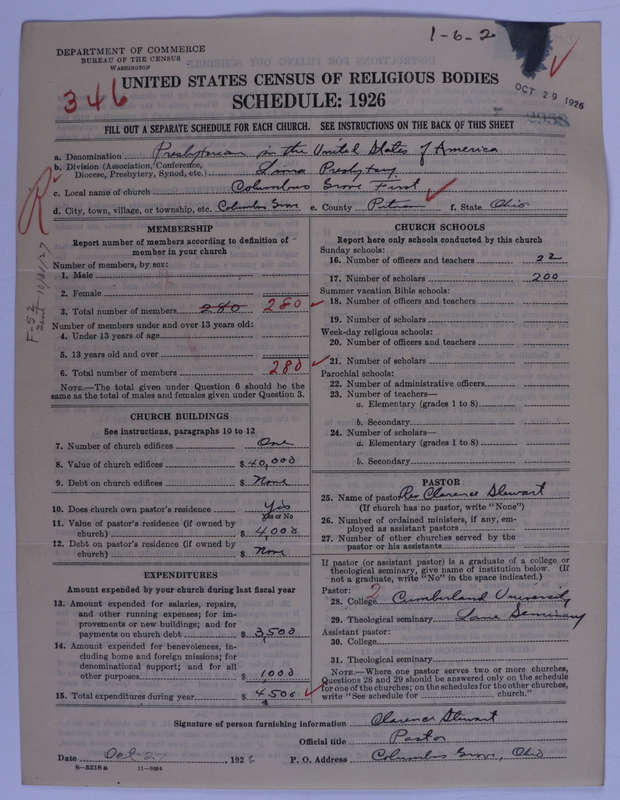 1-6-2
DEPARTMENT OF COMMERCE
BUREAU OF THE CENSUS
WASHINGTON
346
UNITED STATES CENSUS OF RELIGIOUS BODIES
SCHEDULE: 1926
OCT 29 1926
FILL OUT A SEPARATE SCHEDULE FOR EACH CHURCH. SEE INSTRUCTIONS ON THE BACK OF THIS SHEET
a. Denomination Presbyterian in the United States of America
b. Division (Association, Conference, Diocese, Presbytery, Synod, etc.) Lima Presbytery
c. Local name of church Columbus Grove First
d. City, town, village, or township, etc. Columbus Grove e. County Putnam f. State Ohio
MEMBERSHIP
Report number of members according to definition of
member in your church
Number of members, by sex:
1. Male
2. Female
3. Total number of members 280 280
Number of members under and over 13 years old:
4. Under 13 years of age
5. 13 years old and over
6. Total number of members 280
NOTE.—The total given under Question 6 should be the
same as the total of males and females given under Question 3.
CHURCH BUILDINGS
See instructions, paragraphs 10 to 12
7. Number of church edifices One
8. Value of church edifices $ 40,000
9. Debt on church edifices $ None
10. Does church own pastor's residence Yes
Yes or No
11. Value of pastor's residence (if owned by
church) $ 4000
12. Debt on pastor's residence (if owned by
church) $ None
EXPENDITURES
Amount expended by your church during last fiscal year
13. Amount expended for salaries, repairs,
and other running expenses; for im-
provements or new buildings; and for
payments on church debt $ 3,500
14. Amount expended for benevolences, in-
cluding home and foreign missions; for
denominational support; and for all
other purposes $ 1000
15. Total expenditures during year $ 4500
CHURCH SCHOOLS
Report here only schools conducted by this church
Sunday schools:
16. Number of officers and teachers 22
17. Number of scholars 200
Summer vacation Bible schools:
18. Number of officers and teachers
19. Number of scholars
Week-day religious schools:
20. Number of officers and teachers
21. Number of scholars
Parochial schools:
22. Number of administrative officers
23. Number of teachers—
a. Elementary (grades 1 to 8)
b. Secondary
24. Number of scholars—
a. Elementary (grades 1 to 8)
b. Secondary
PASTOR
25. Name of pastor Rev Clarence Stewart
(If church has no pastor, write "None")
26. Number of ordained ministers, if any, em-
ployed as assistant pastors
27. Number of other churches served by the
pastor or his assistants
If pastor (or assistant pastor) is a graduate of a college or
theological seminary, give name of institution below. (If
not a graduate, write "No" in the space indicated.)
Pastor:
2
28. College Cumberland University
29. Theological seminary Lane Seminary
Assistant pastor:
30. College
31. Theological seminary
NOTE.—Where one pastor serves two or more churches,
Questions 28 and 29 should be answered only on the schedule
for one of the churches; on the schedules for the other churches,
write "See schedule for church."
Signature of person furnishing information Clarence Stewart
Official title Pastor
Date Oct 27, 1926 P. O. Address Columbus Grove, Ohio
8-5518 a 11-9064